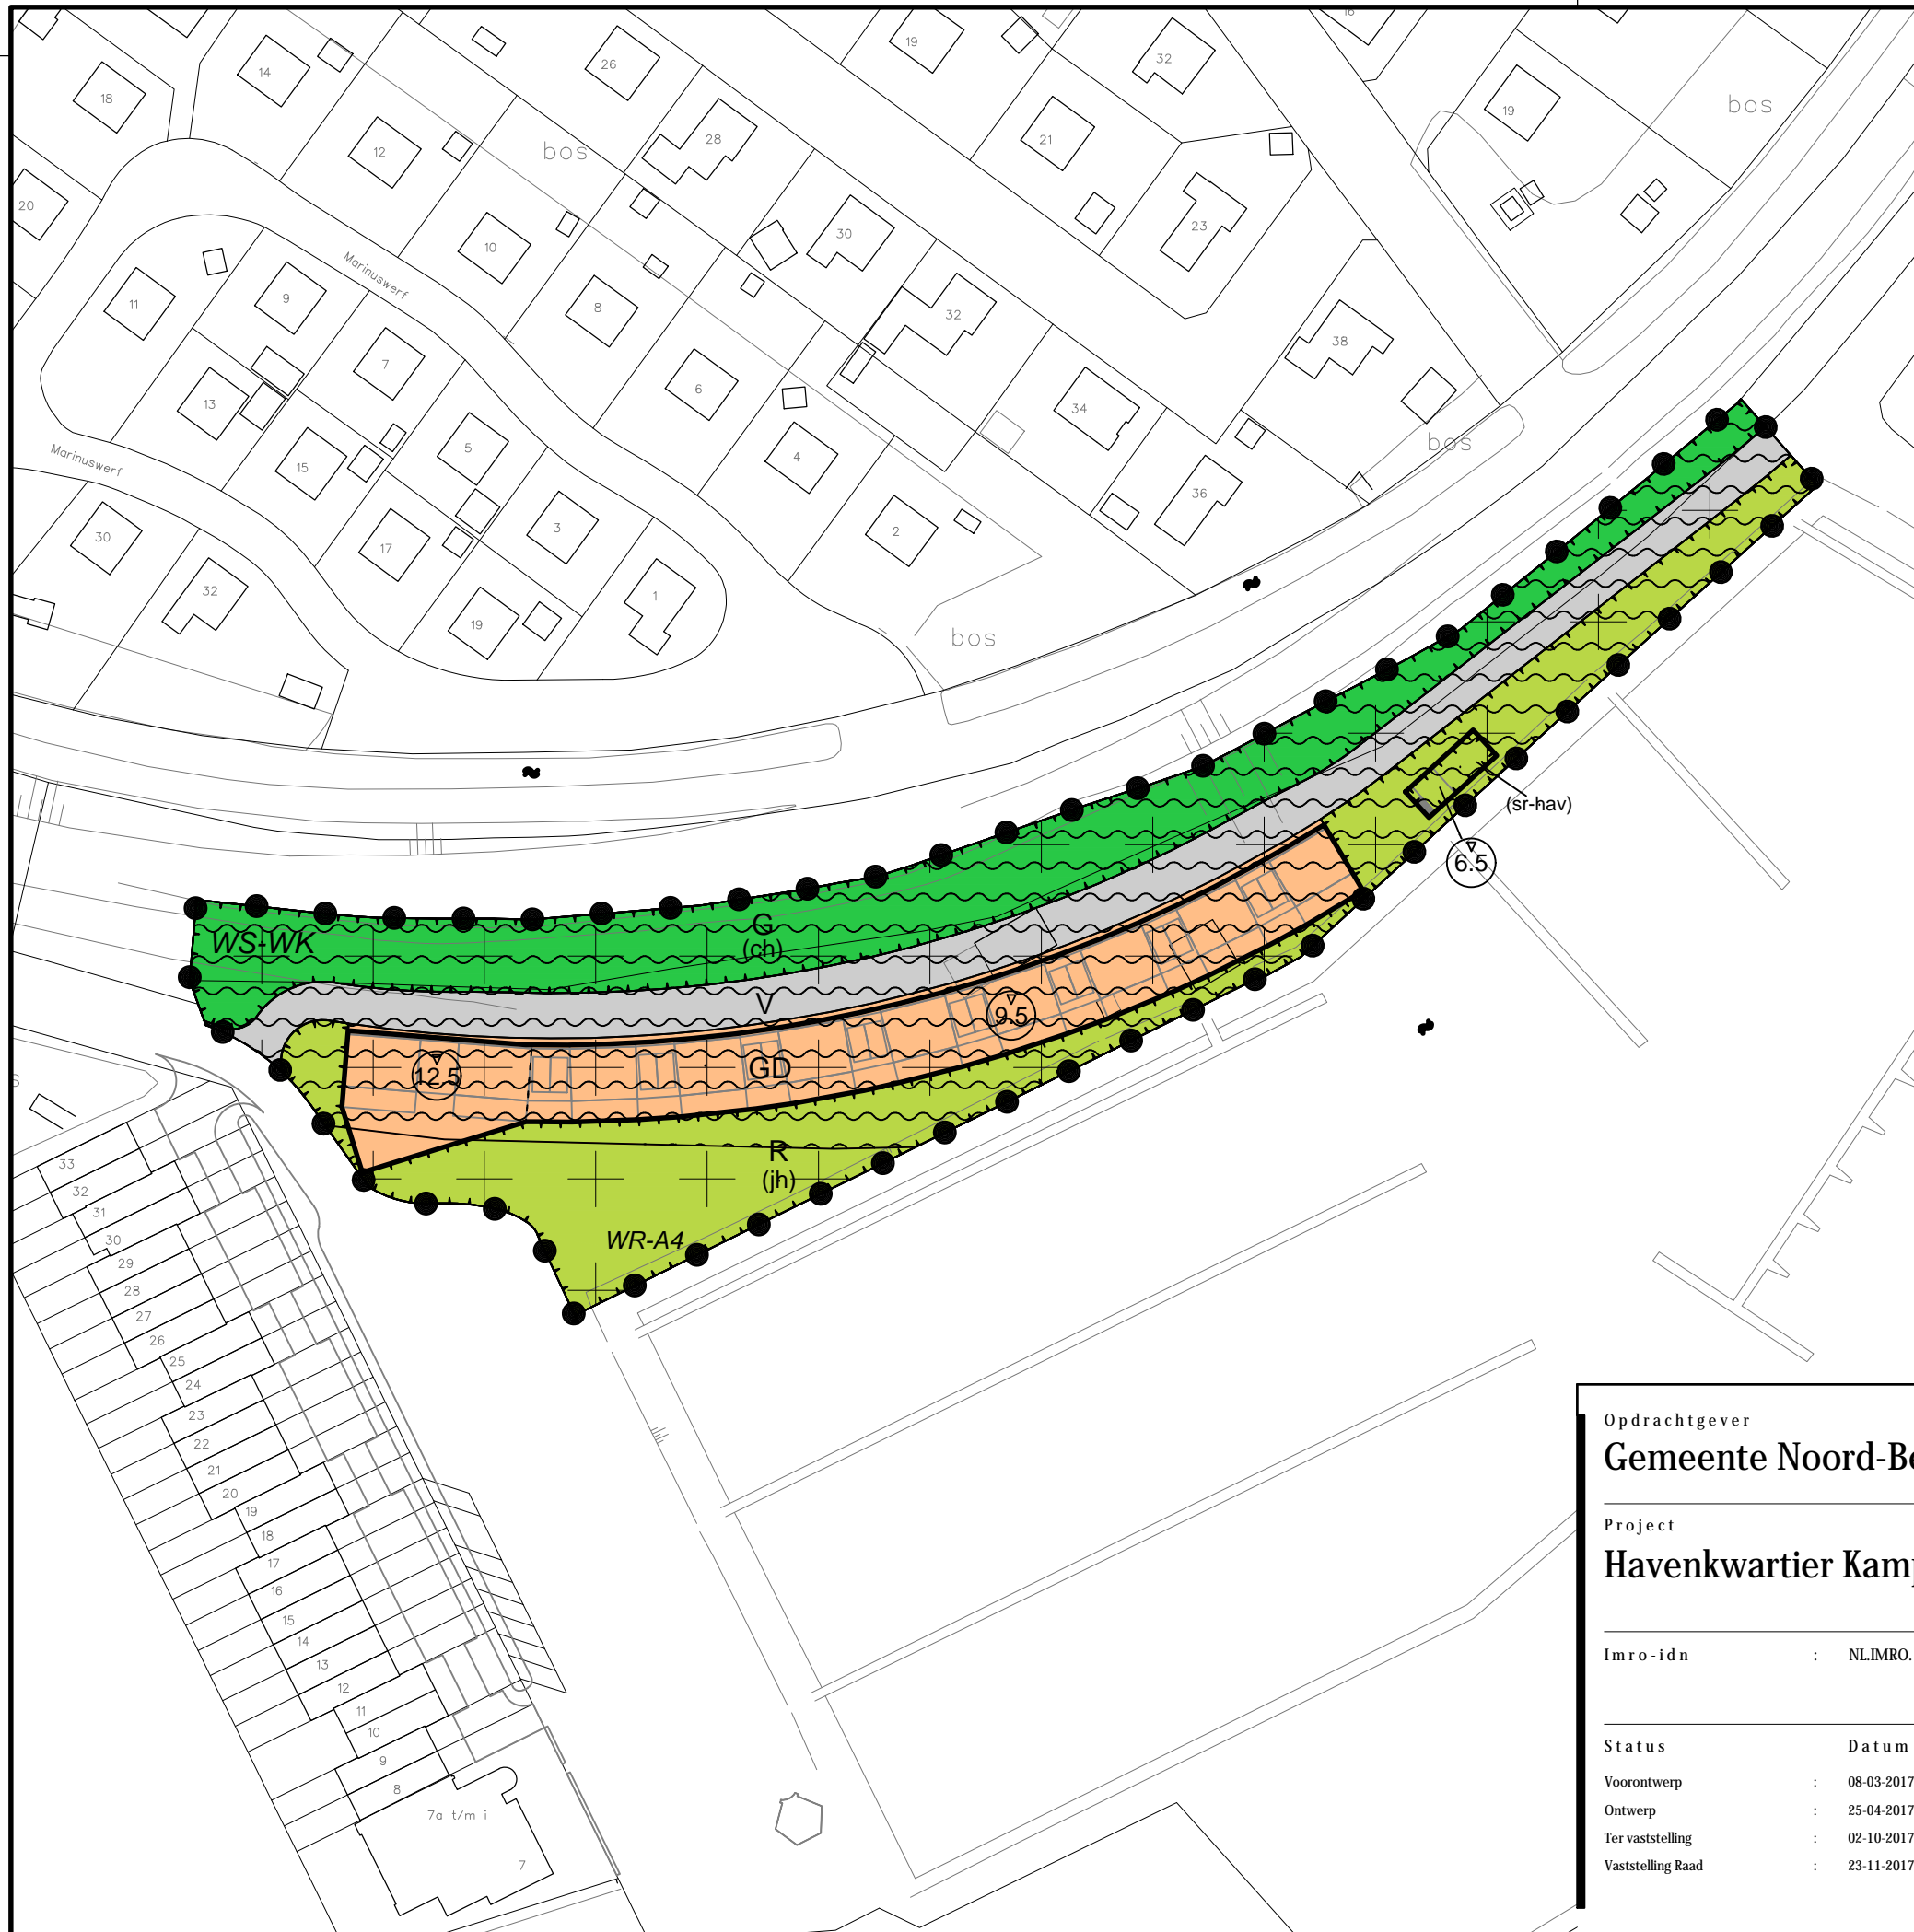 16
19
32
26
14
18
19
bos
21
28
12
bos
20
23
30
10
Marinuswerf
11
9
8
32
38
7
6
34
13
bos
5
4
Marinuswerf
15
36
3
2
30
17
32
1
19
bos
(sr-hav)
6.5
WS-WK
G
(ch)
V
9.5
12.5
GD
R
(jh)
WR-A4
33
32
31
30
29
28
27
26
25
24
23
22
21
20
19
18
17
16
15
14
13
12
11
10
9
8
7a t/m i
7
Opdrachtgever
Gemeente Noord-Be
Project
Havenkwartier Kam
Imro-idn : NL.IMRO.
Status Datum
Voorontwerp : 08-03-2017
Ontwerp : 25-04-2017
Ter vaststelling : 02-10-2017
Vaststelling Raad : 23-11-2017